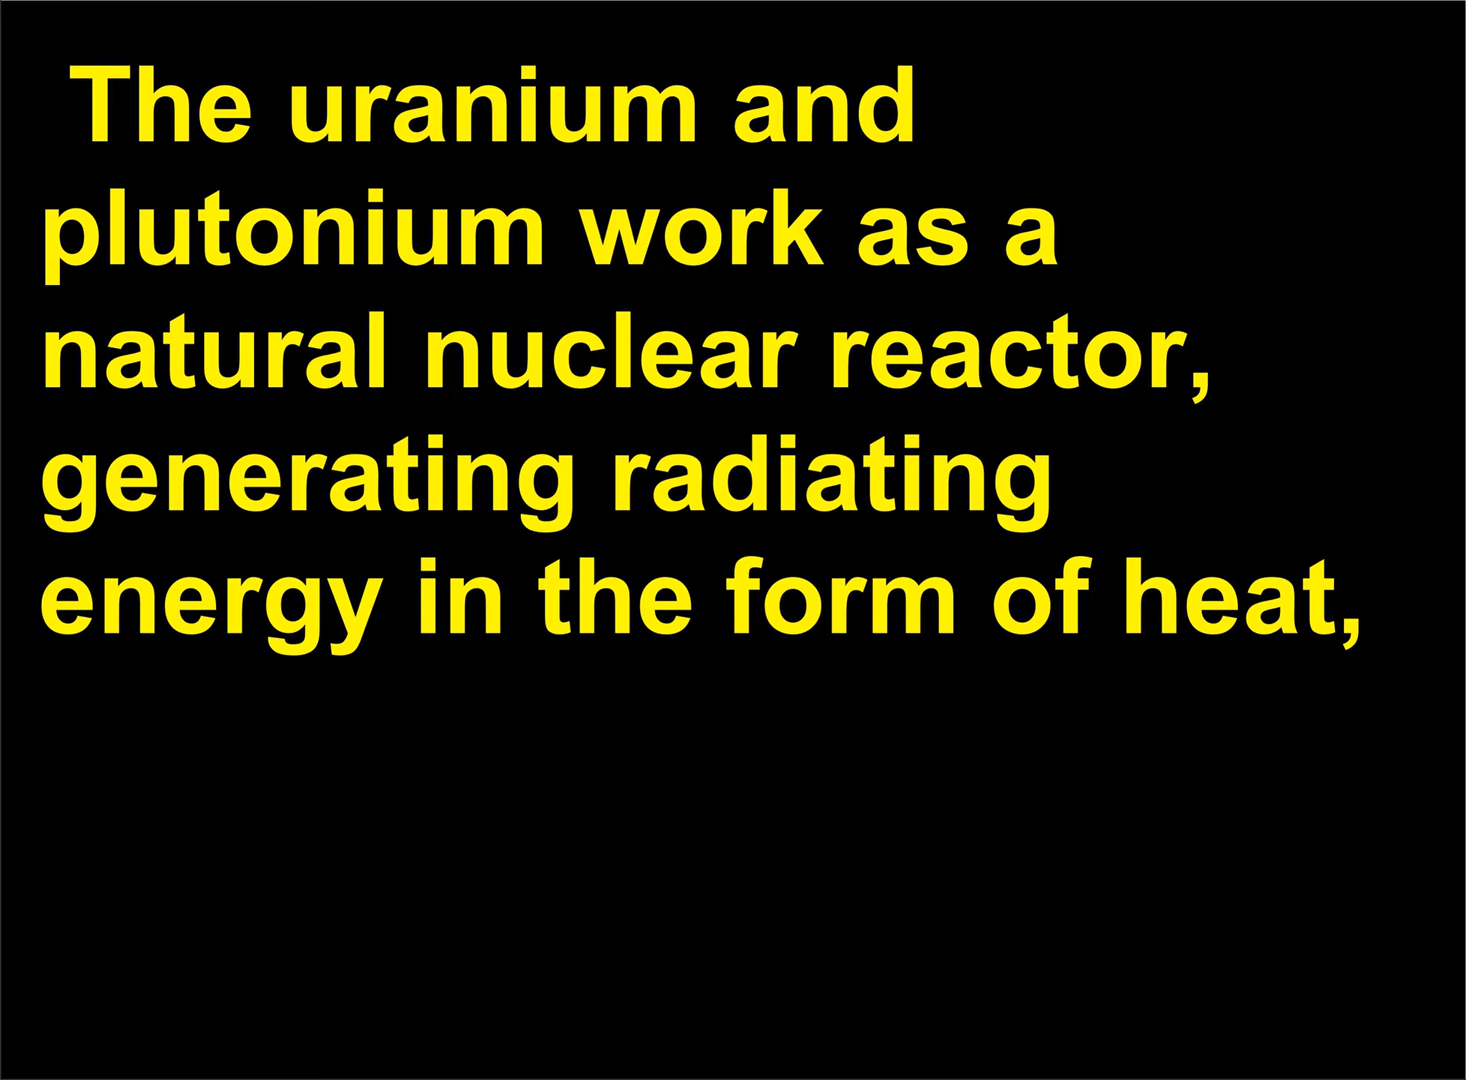 The uranium and
plutonium work as a
natural nuclear reactor,
generating radiating
energy in the form of heat,